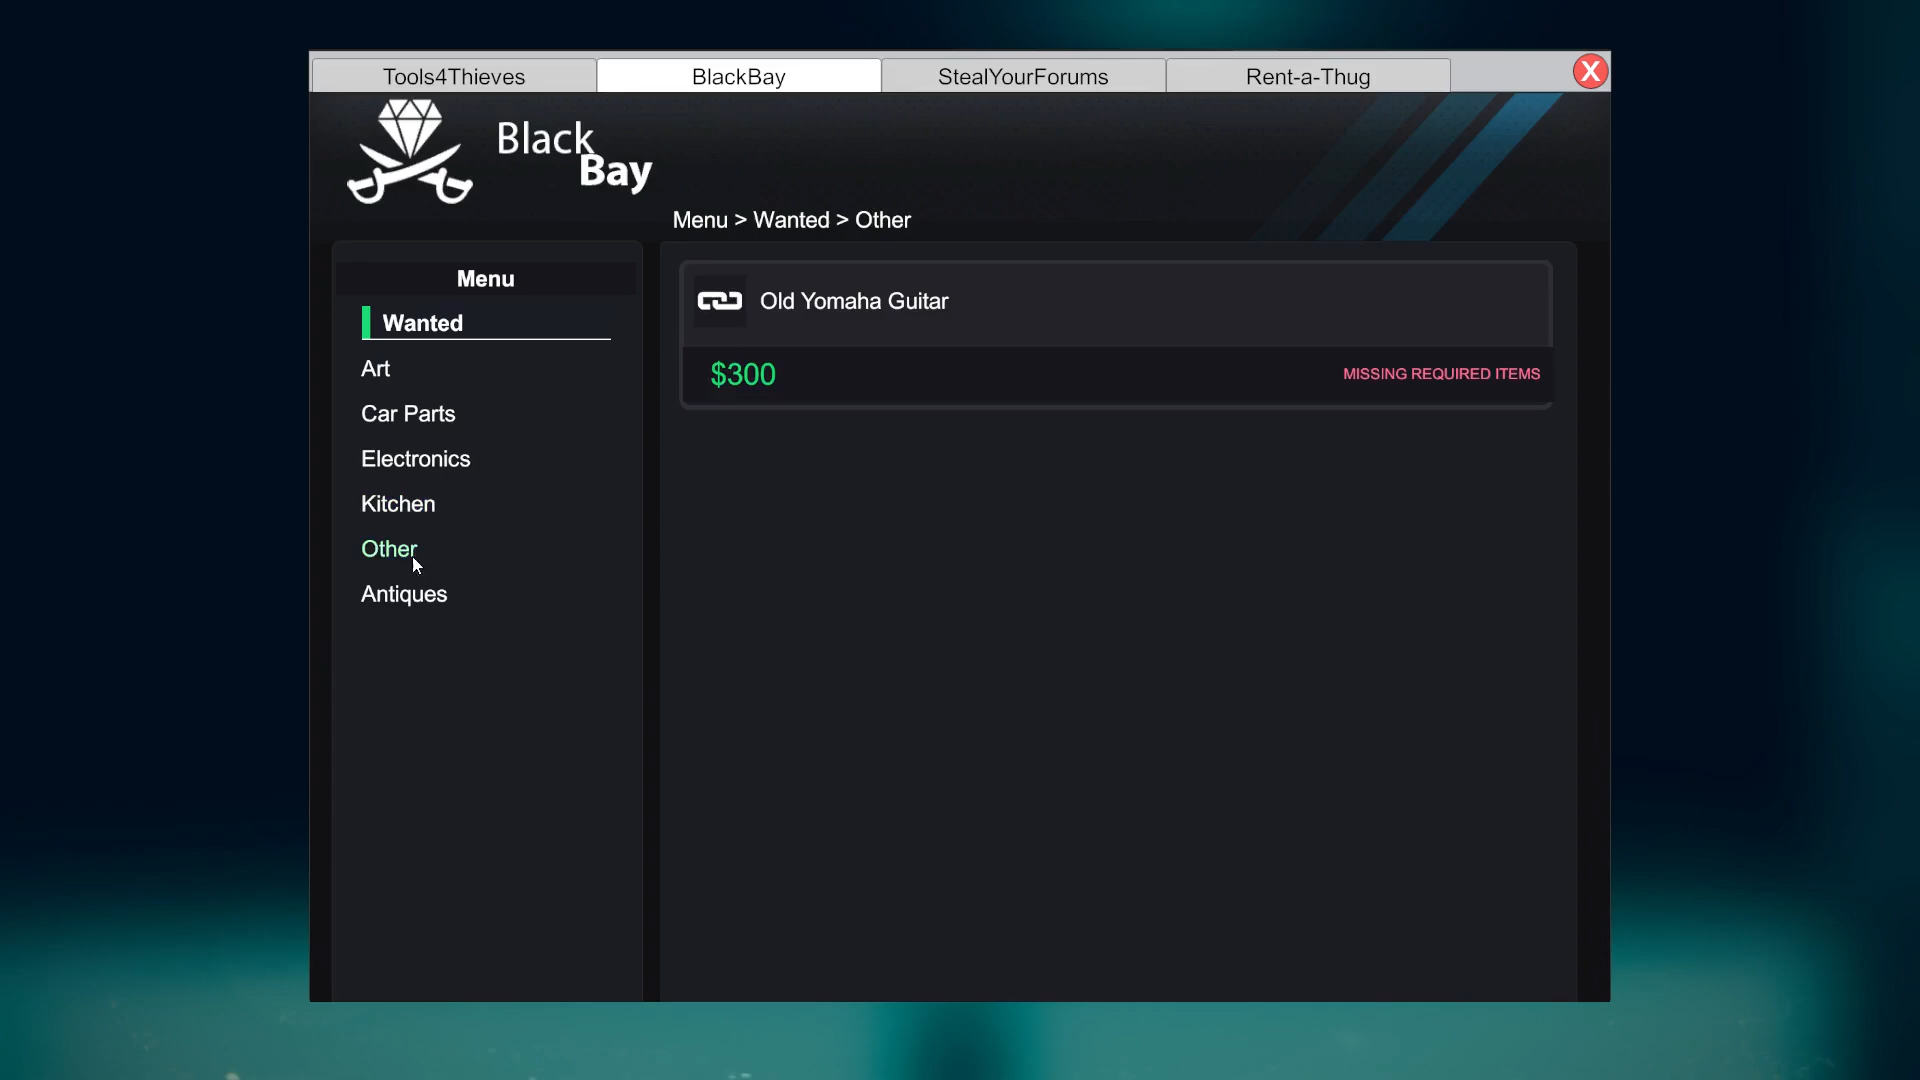 Tools4Thieves
BlackBay
StealYourForums
Rent-a-Thug
X
Black
Bay
Menu > Wanted > Other
Menu
Wanted
Art
Car Parts
Electronics
Kitchen
Other
Antiques
Old Yomaha Guitar
$300
MISSING REQUIRED ITEMS